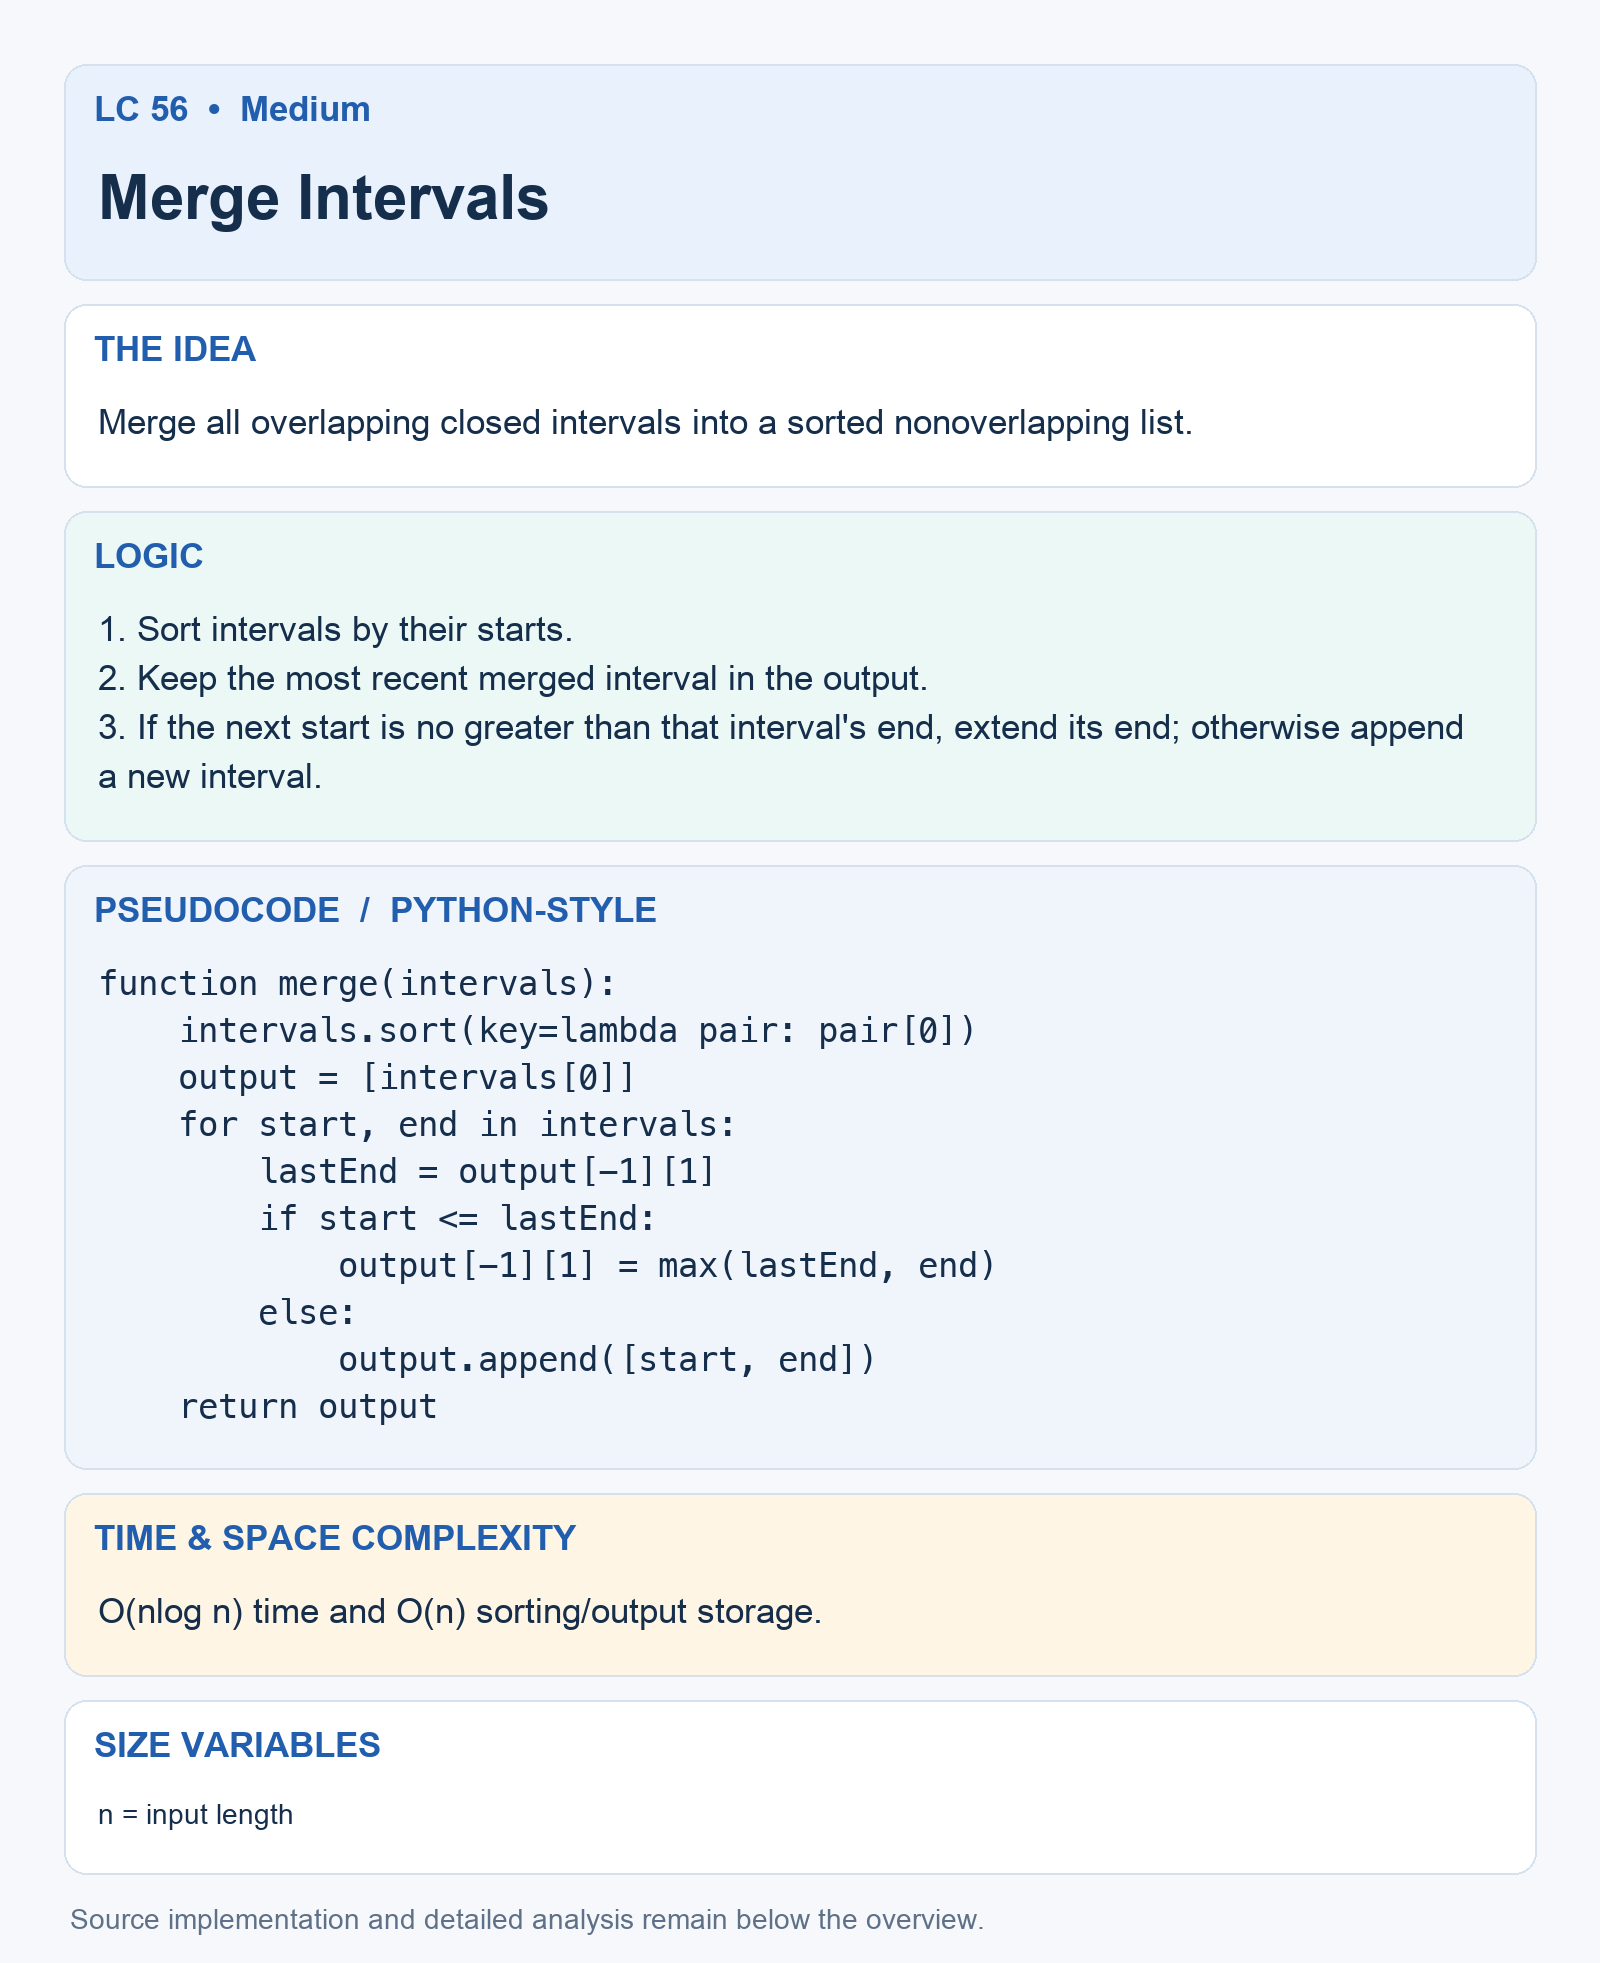 LC 56 • Medium
Merge Intervals
THE IDEA
Merge all overlapping closed intervals into a sorted nonoverlapping list.
LOGIC
1. Sort intervals by their starts.
2. Keep the most recent merged interval in the output.
3. If the next start is no greater than that interval's end, extend its end; otherwise append
a new interval.
PSEUDOCODE / PYTHON-STYLE
function merge(intervals):
    intervals.sort(key=lambda pair: pair[0])
    output = [intervals[0]]
    for start, end in intervals:
        lastEnd = output[−1][1]
        if start <= lastEnd:
            output[−1][1] = max(lastEnd, end)
        else:
            output.append([start, end])
    return output
TIME & SPACE COMPLEXITY
O(nlog n) time and O(n) sorting/output storage.
SIZE VARIABLES
n = input length
Source implementation and detailed analysis remain below the overview.